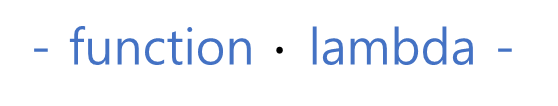 - function · lambda -